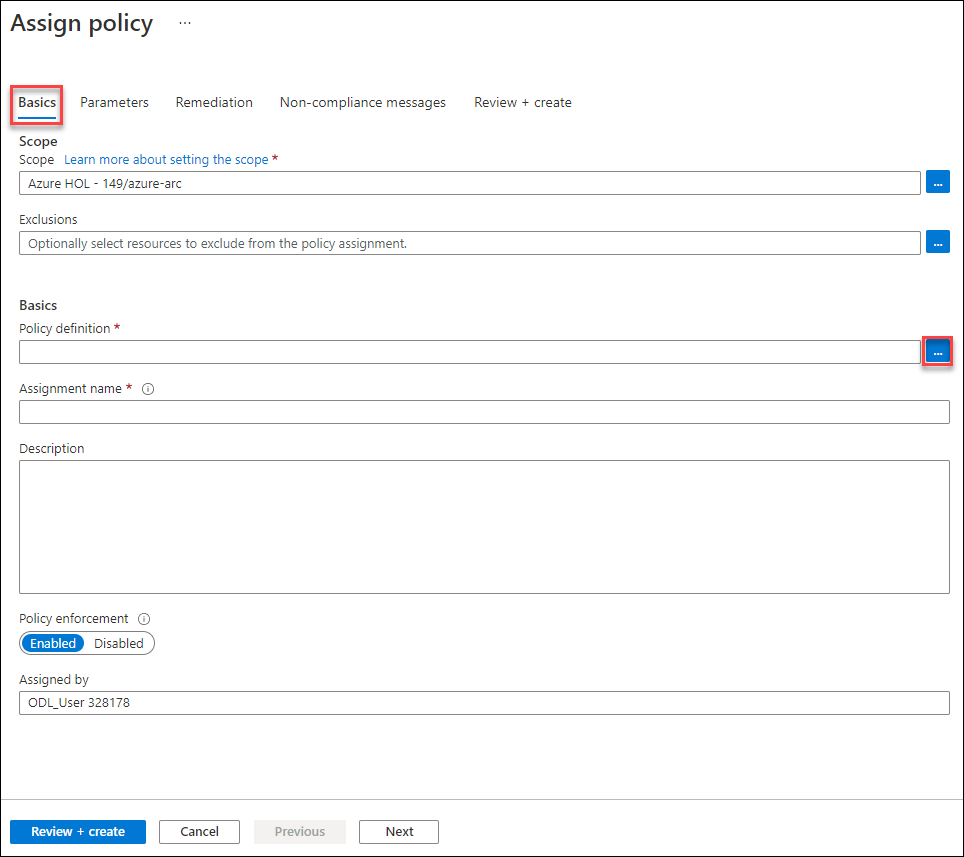 Assign policy ...
Basics Parameters Remediation Non-compliance messages Review + create
Scope
Scope Learn more about setting the scope *
Azure HOL - 149/azure-arc ...
Exclusions
Optionally select resources to exclude from the policy assignment. ...
Basics
Policy definition *
...
Assignment name * i
Description
Policy enforcement i
Enabled Disabled
Assigned by
ODL_User 328178
Review + create Cancel Previous Next